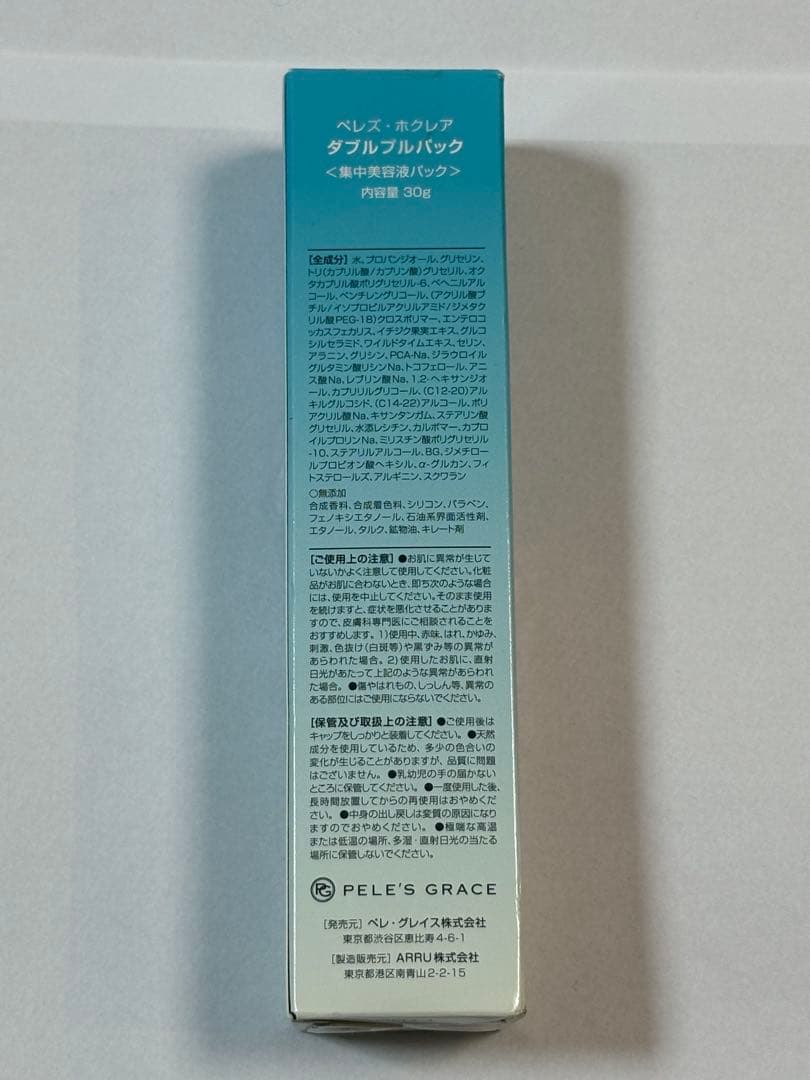 ペレズ・ホクレア
ダブルブルパック
<集中美容液パック>
内容量 30g
[全成分] 水、プロパンジオール、グリセリン、
トリ(カプリル酸/カプリン酸)グリセリル、オク
タカプリル酸ポリグリセリル-6、ベヘニルアル
コール、ペンチレングリコール、(アクリル酸ブ
チル/イソプロピルアクリルアミド/ジメタク
リル酸PEG-18)クロスポリマー、エンテロコ
ッカスフェカリス、イチジク果実エキス、グルコ
シルセラミド、ワイルドタイムエキス、セリン、
アラニン、グリシン、PCA-Na、ジラウロイル
グルタミン酸リシンNa、トコフェロール、アニ
ス酸Na、レブリン酸Na、1,2-ヘキサンジオ
ール、カプリリルグリコール、(C12-20)アル
キルグルコシド、(C14-22)アルコール、ポリ
アクリル酸Na、キサンタンガム、ステアリン酸
グリセリル、水添レシチン、カルボマー、カプロ
イルプロリンNa、ミリスチン酸ポリグリセリル
-10、ステアリルアルコール、BG、ジメチロー
ルプロピオン酸ヘキシル、α-グルカン、フィ
トステロールズ、アルギニン、スクワラン
○無添加
合成香料、合成着色料、シリコン、パラベン、
フェノキシエタノール、石油系界面活性剤、
エタノール、タルク、鉱物油、キレート剤
[ご使用上の注意] ●お肌に異常が生じて
いないかよく注意して使用してください。化粧
品がお肌に合わないとき、即ち次のような場合
には、使用を中止してください。そのまま使用
を続けますと、症状を悪化させることがありま
すので、皮膚科専門医にご相談されることを
おすすめします。1)使用中、赤味、はれ、かゆみ、
刺激、色抜け(白斑等)や黒ずみ等の異常が
あらわれた場合。2)使用したお肌に、直射
日光があたって上記のような異常があらわれ
た場合。●傷やはれもの、しっしん等、異常の
ある部位にはご使用にならないでください。
[保管及び取扱上の注意] ●ご使用後は
キャップをしっかりと装着してください。●天然
成分を使用しているため、多少の色合いの
変化が生じることがありますが、品質に問題
はございません。●乳幼児の手の届かない
ところに保管してください。●一度使用した後、
長時間放置してからの再使用はおやめくださ
い。●中身の出し戻しは変質の原因になり
ますのでおやめください。●極端な高温
または低温の場所、多湿・直射日光の当たる
場所に保管しないでください。
PG PELE'S GRACE
[発売元] ペレ・グレイス株式会社
東京都渋谷区恵比寿4-6-1
[製造販売元] ARRU株式会社
東京都港区南青山2-2-15